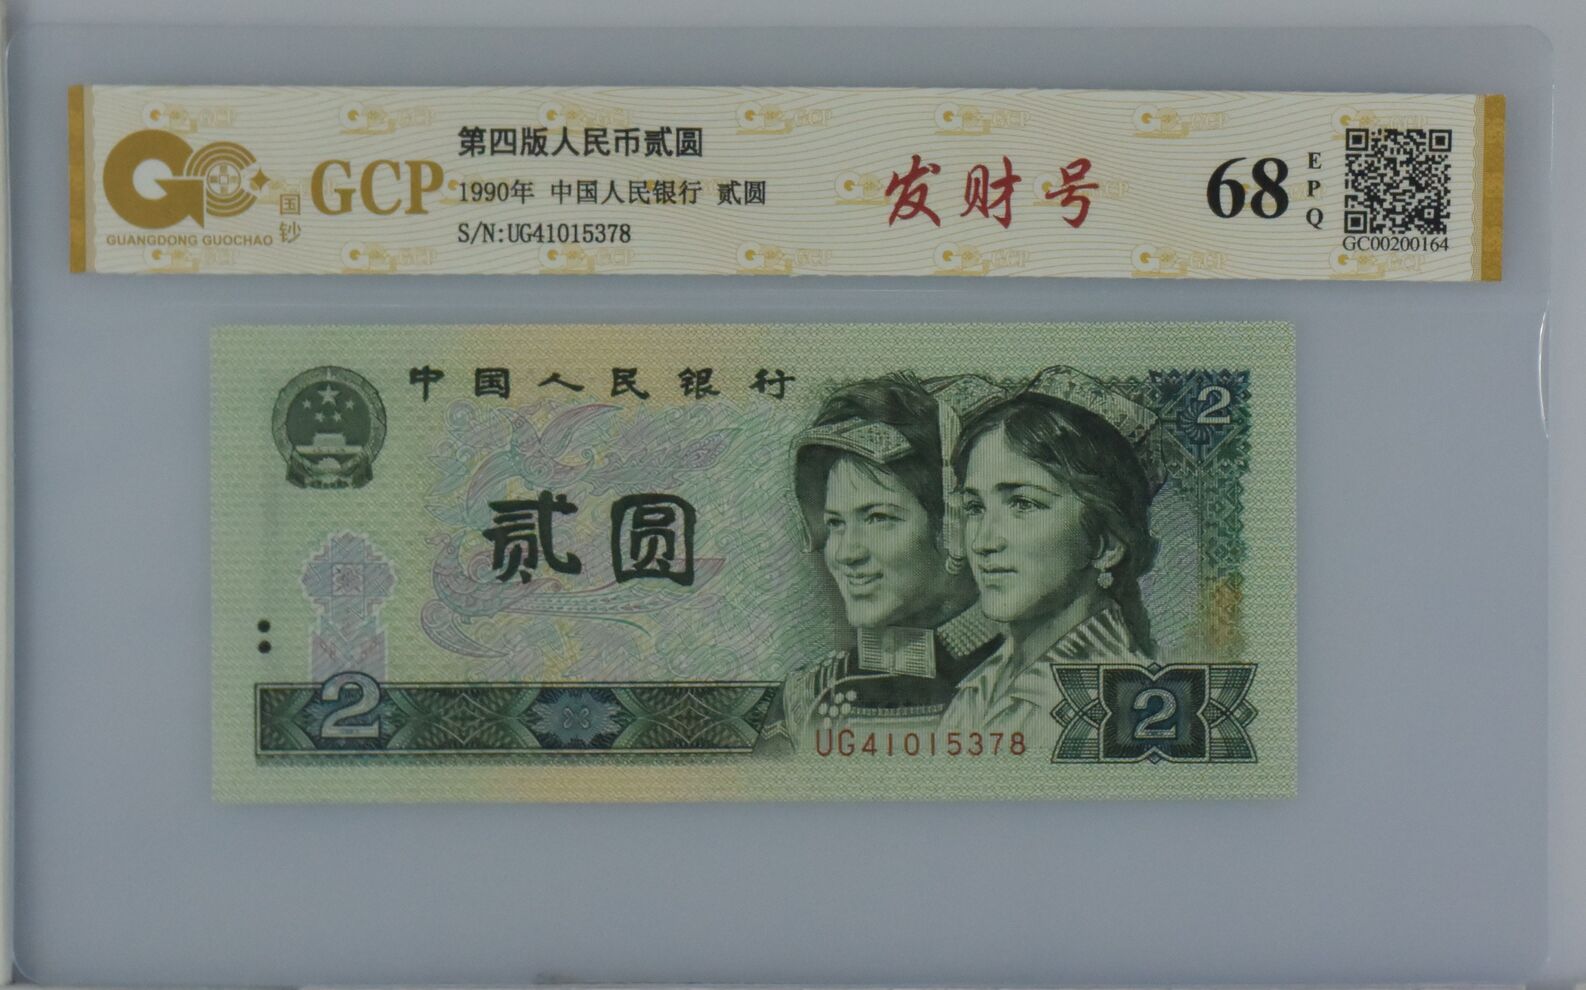 GUANGDONG GUOCHAO
国钞
GCP
第四版人民币贰圆
1990年 中国人民银行 贰圆
S/N:UG41015378
发财号
68
EPQ
GC00200164
中国人民银行
2
贰圆
2
UG41015378
2